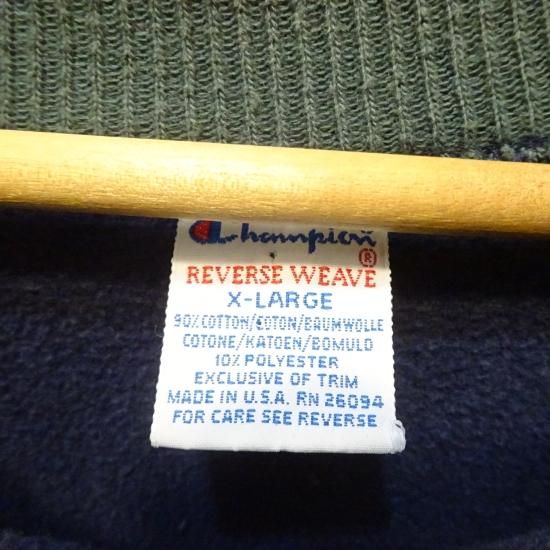 Champion
®
REVERSE WEAVE
X-LARGE
90% COTTON/COTON/BAUMWOLLE
COTONE/KATOEN/BOMULD
10% POLYESTER
EXCLUSIVE OF TRIM
MADE IN U.S.A. RN 26094
FOR CARE SEE REVERSE